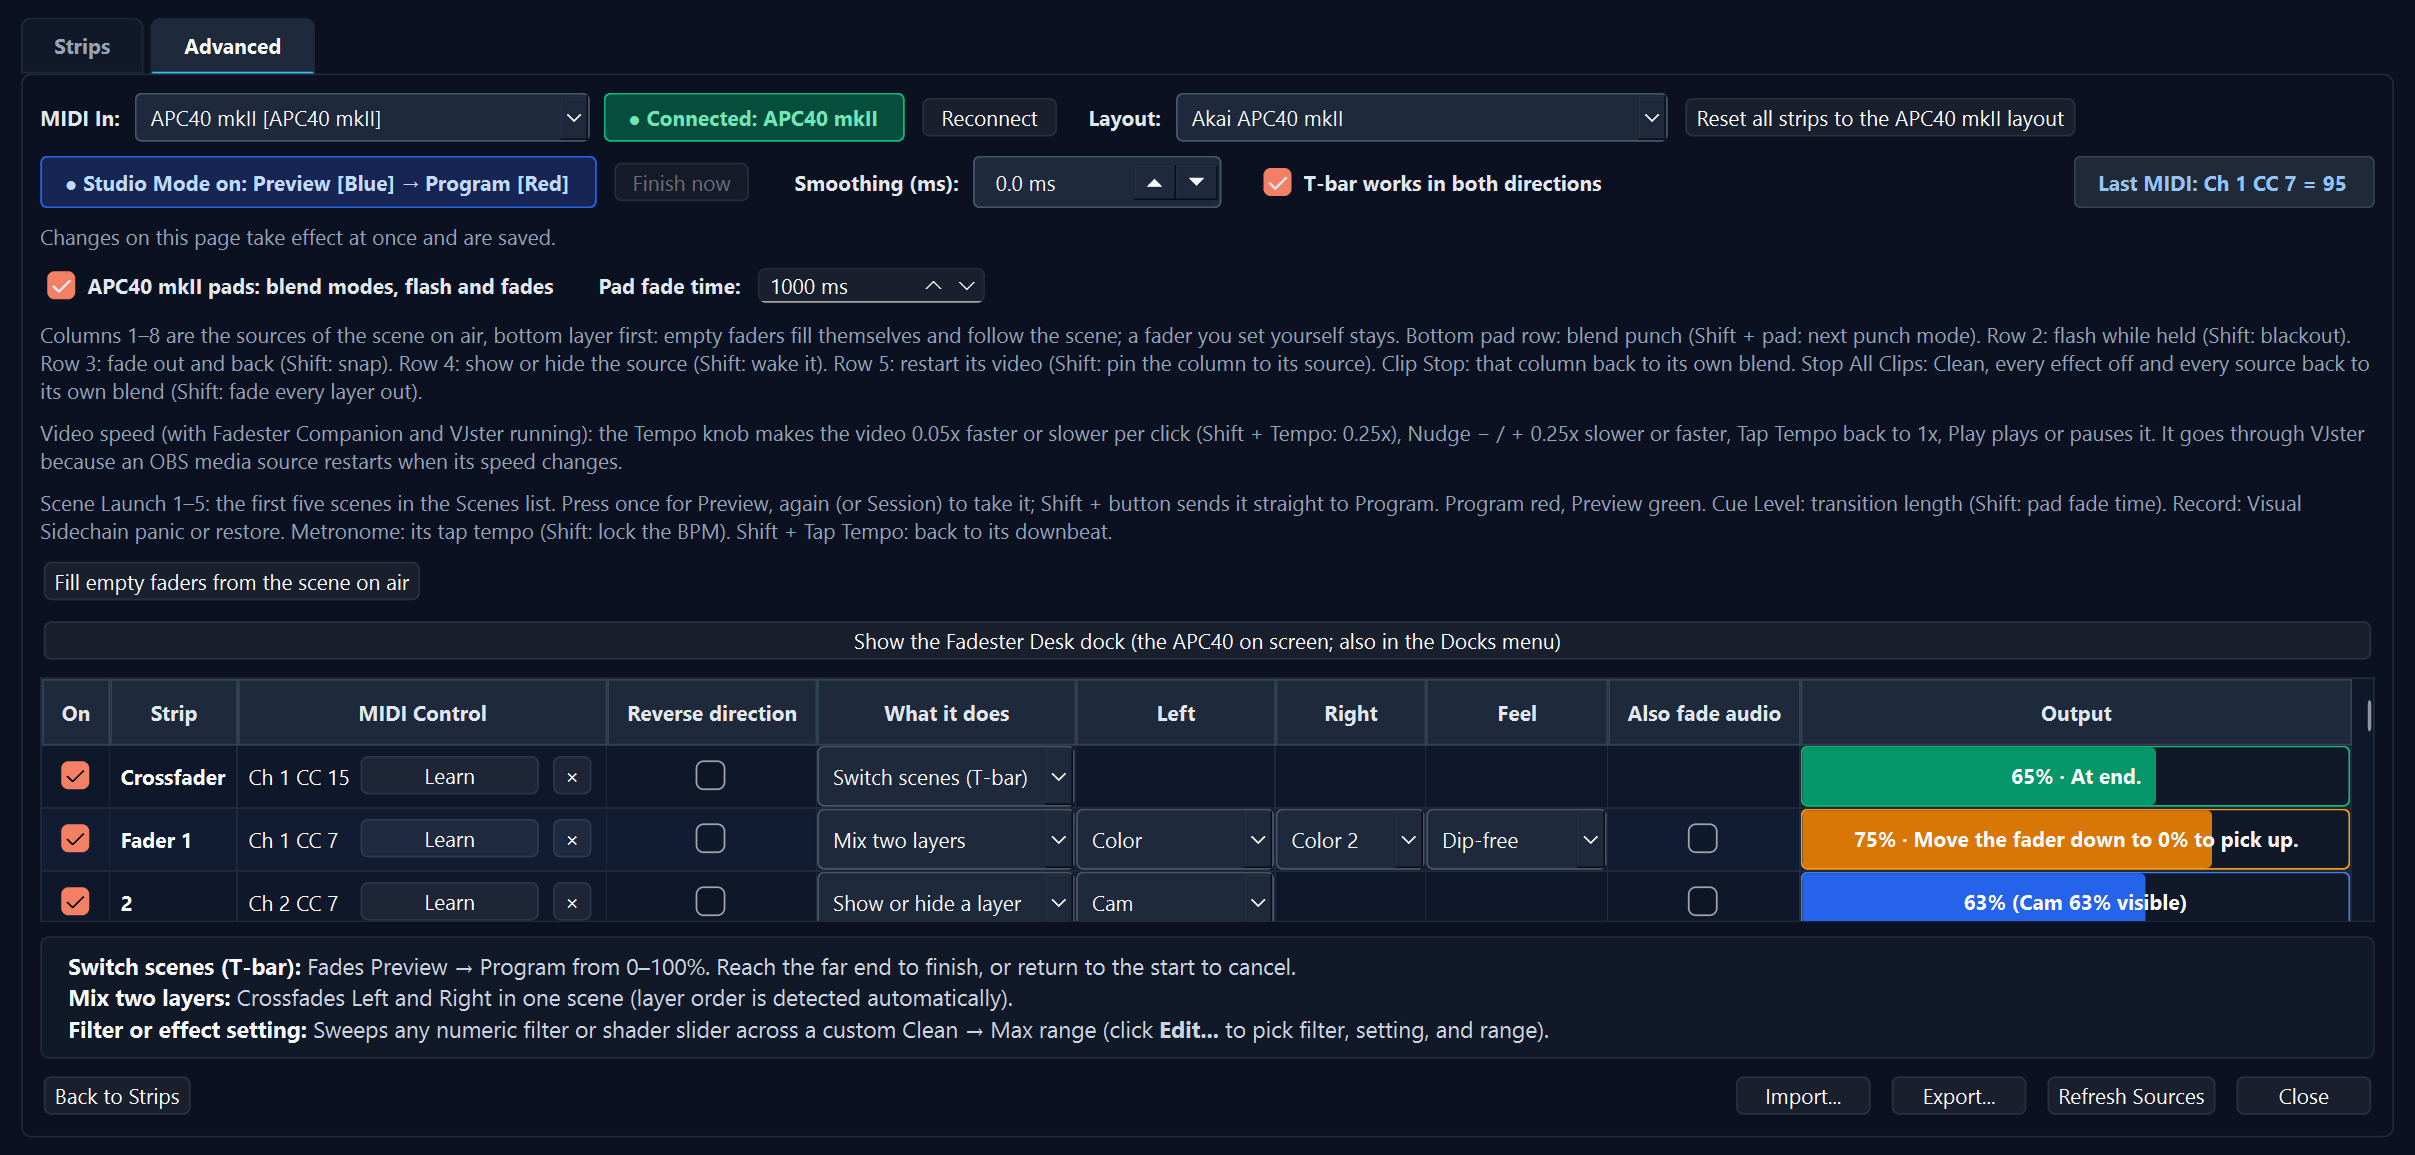 Strips
Advanced
MIDI In:
APC40 mkII [APC40 mkII]
● Connected: APC40 mkII
Reconnect
Layout:
Akai APC40 mkII
Reset all strips to the APC40 mkII layout
● Studio Mode on: Preview [Blue] → Program [Red]
Finish now
Smoothing (ms):
0.0 ms
T-bar works in both directions
Last MIDI: Ch 1 CC 7 = 95
Changes on this page take effect at once and are saved.
APC40 mkII pads: blend modes, flash and fades
Pad fade time:
1000 ms
Columns 1–8 are the sources of the scene on air, bottom layer first: empty faders fill themselves and follow the scene; a fader you set yourself stays. Bottom pad row: blend punch (Shift + pad: next punch mode). Row 2: flash while held (Shift: blackout).
Row 3: fade out and back (Shift: snap). Row 4: show or hide the source (Shift: wake it). Row 5: restart its video (Shift: pin the column to its source). Clip Stop: that column back to its own blend. Stop All Clips: Clean, every effect off and every source back to
its own blend (Shift: fade every layer out).
Video speed (with Fadester Companion and VJster running): the Tempo knob makes the video 0.05x faster or slower per click (Shift + Tempo: 0.25x), Nudge − / + 0.25x slower or faster, Tap Tempo back to 1x, Play plays or pauses it. It goes through VJster
because an OBS media source restarts when its speed changes.
Scene Launch 1–5: the first five scenes in the Scenes list. Press once for Preview, again (or Session) to take it; Shift + button sends it straight to Program. Program red, Preview green. Cue Level: transition length (Shift: pad fade time). Record: Visual
Sidechain panic or restore. Metronome: its tap tempo (Shift: lock the BPM). Shift + Tap Tempo: back to its downbeat.
Fill empty faders from the scene on air
Show the Fadester Desk dock (the APC40 on screen; also in the Docks menu)
On Strip MIDI Control Reverse direction What it does Left Right Feel Also fade audio Output
Crossfader Ch 1 CC 15 Learn × Switch scenes (T-bar) 65% · At end.
Fader 1 Ch 1 CC 7 Learn × Mix two layers Color Color 2 Dip-free 75% · Move the fader down to 0% to pick up.
2 Ch 2 CC 7 Learn × Show or hide a layer Cam 63% (Cam 63% visible)
Switch scenes (T-bar): Fades Preview → Program from 0–100%. Reach the far end to finish, or return to the start to cancel.
Mix two layers: Crossfades Left and Right in one scene (layer order is detected automatically).
Filter or effect setting: Sweeps any numeric filter or shader slider across a custom Clean → Max range (click Edit... to pick filter, setting, and range).
Back to Strips
Import...
Export...
Refresh Sources
Close